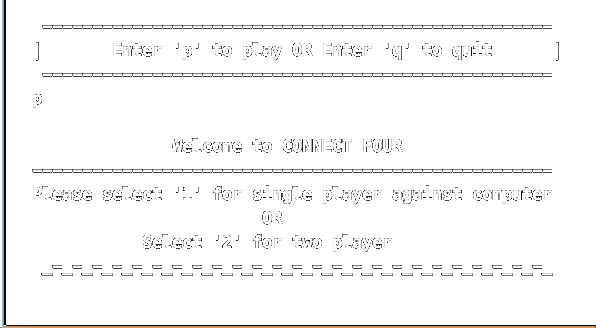 | Enter 'p' to play OR Enter 'q' to quit |
p
Welcome to CONNECT FOUR
Please select '1' for single player against computer
OR
Select '2' for two player